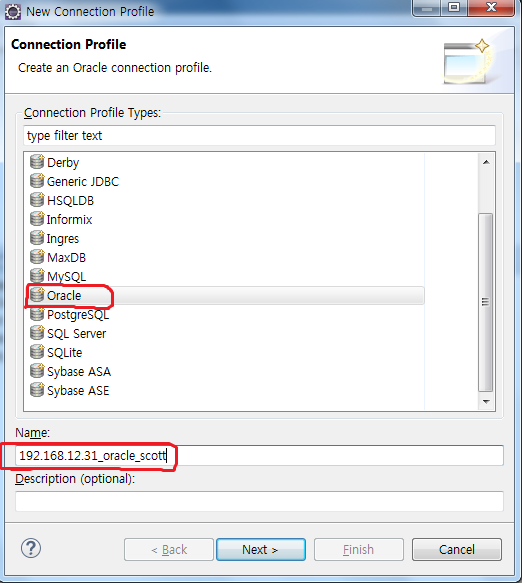 New Connection Profile
Connection Profile
Create an Oracle connection profile.
Connection Profile Types:
type filter text
Derby
Generic JDBC
HSQLDB
Informix
Ingres
MaxDB
MySQL
Oracle
PostgreSQL
SQL Server
SQLite
Sybase ASA
Sybase ASE
Name:
192.168.12.31_oracle_scott
Description (optional):
< Back
Next >
Finish
Cancel